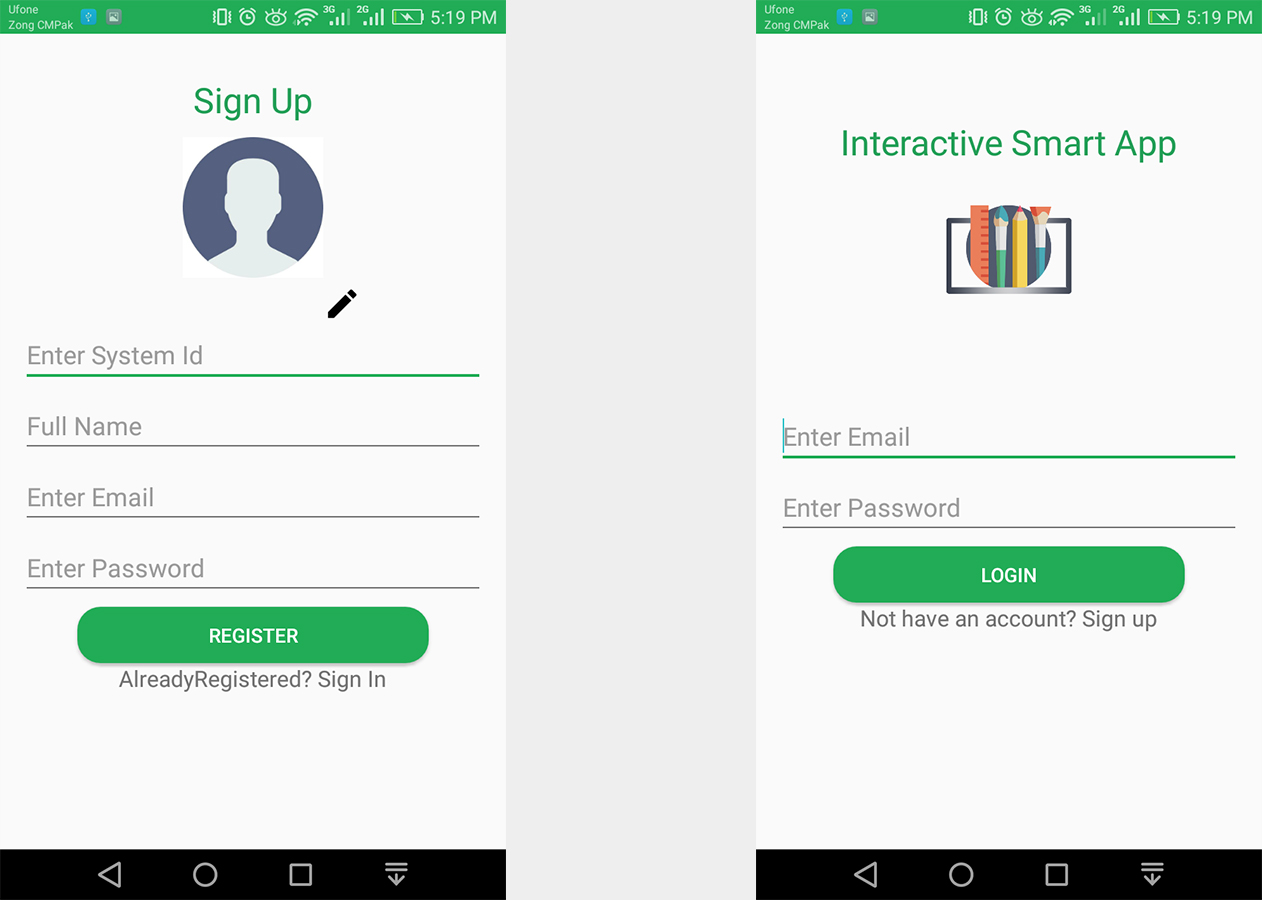 Ufone
Zong CMPak
3G
2G
5:19 PM
Sign Up
Enter System Id
Full Name
Enter Email
Enter Password
REGISTER
AlreadyRegistered? Sign In
Ufone
Zong CMPak
3G
2G
5:19 PM
Interactive Smart App
Enter Email
Enter Password
LOGIN
Not have an account? Sign up